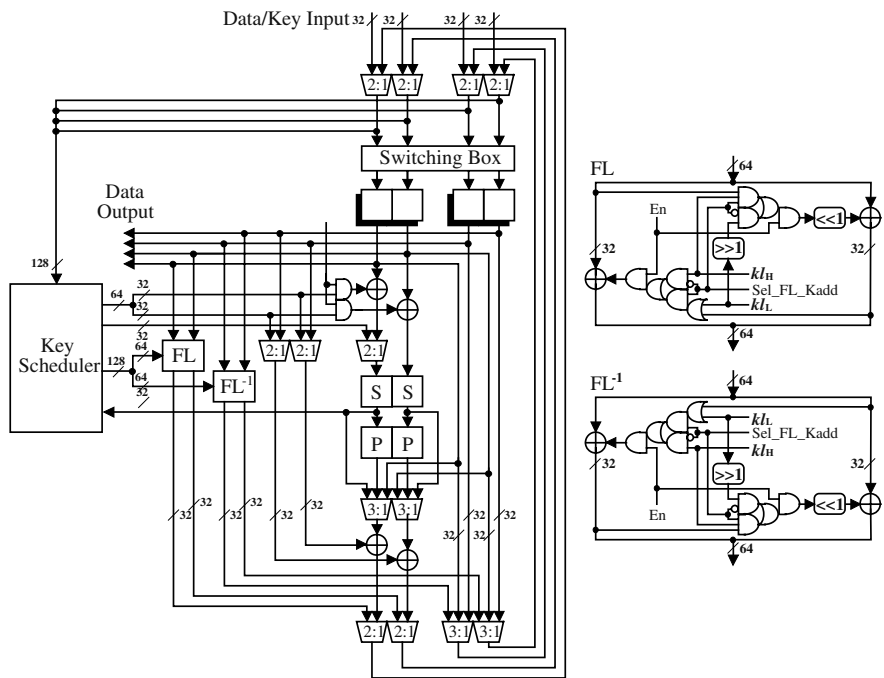 Data/Key Input 32 32 32 32
2:1 2:1 2:1 2:1
Switching Box
Data
Output
128
Key
Scheduler
64 32
32
32
128 64
64
32
FL
FL-1
2:1 2:1 2:1
S S
P P
3:1 3:1
32 32 32 32 32 32 32 32 32 32
2:1 2:1 3:1 3:1
FL
64
En
<<1
>>1
32 32
klH
Sel_FL_Kadd
klL
64
FL-1
64
klL
Sel_FL_Kadd
klH
32 32
>>1
En
<<1
64